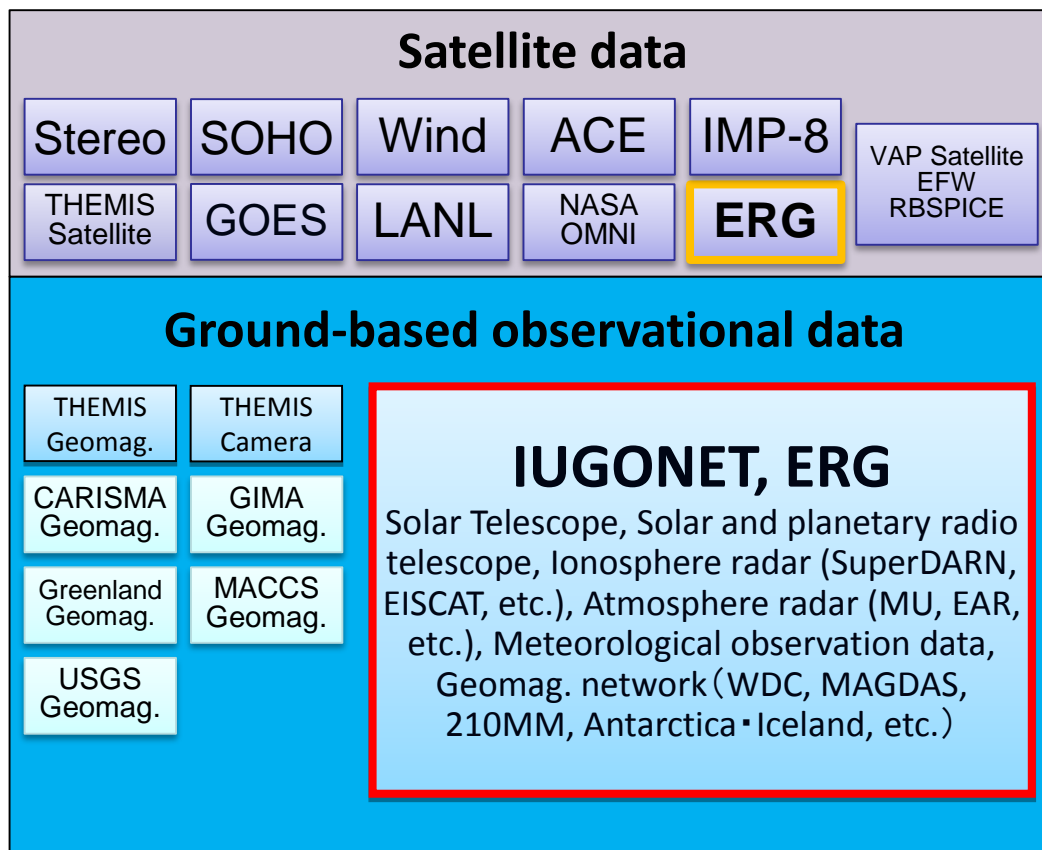 Satellite data
Stereo
SOHO
Wind
ACE
IMP-8
VAP Satellite
EFW
RBSPICE
THEMIS
Satellite
GOES
LANL
NASA
OMNI
ERG
Ground-based observational data
THEMIS
Geomag.
THEMIS
Camera
CARISMA
Geomag.
GIMA
Geomag.
Greenland
Geomag.
MACCS
Geomag.
USGS
Geomag.
IUGONET, ERG
Solar Telescope, Solar and planetary radio
telescope, Ionosphere radar (SuperDARN,
EISCAT, etc.), Atmosphere radar (MU, EAR,
etc.), Meteorological observation data,
Geomag. network（WDC, MAGDAS,
210MM, Antarctica・Iceland, etc.）